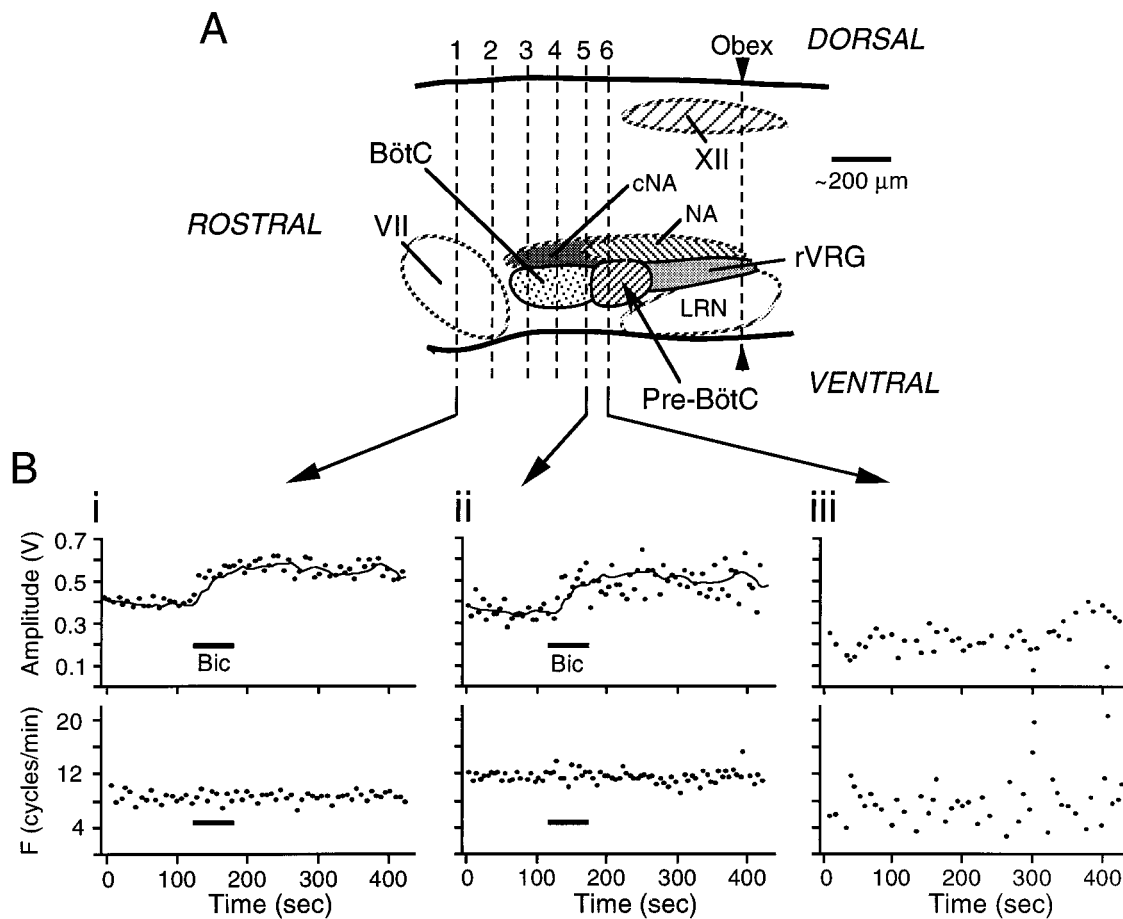 A
1 2 3 4 5 6
Obex
DORSAL
XII
BötC
cNA
~200 μm
ROSTRAL
VII
NA
rVRG
LRN
Pre-BötC
VENTRAL
B
i
ii
iii
Amplitude (V)
0.7
0.5
0.3
0.1
Bic
Bic
F (cycles/min)
20
12
4
0 100 200 300 400
0 100 200 300 400
0 100 200 300 400
Time (sec)
Time (sec)
Time (sec)